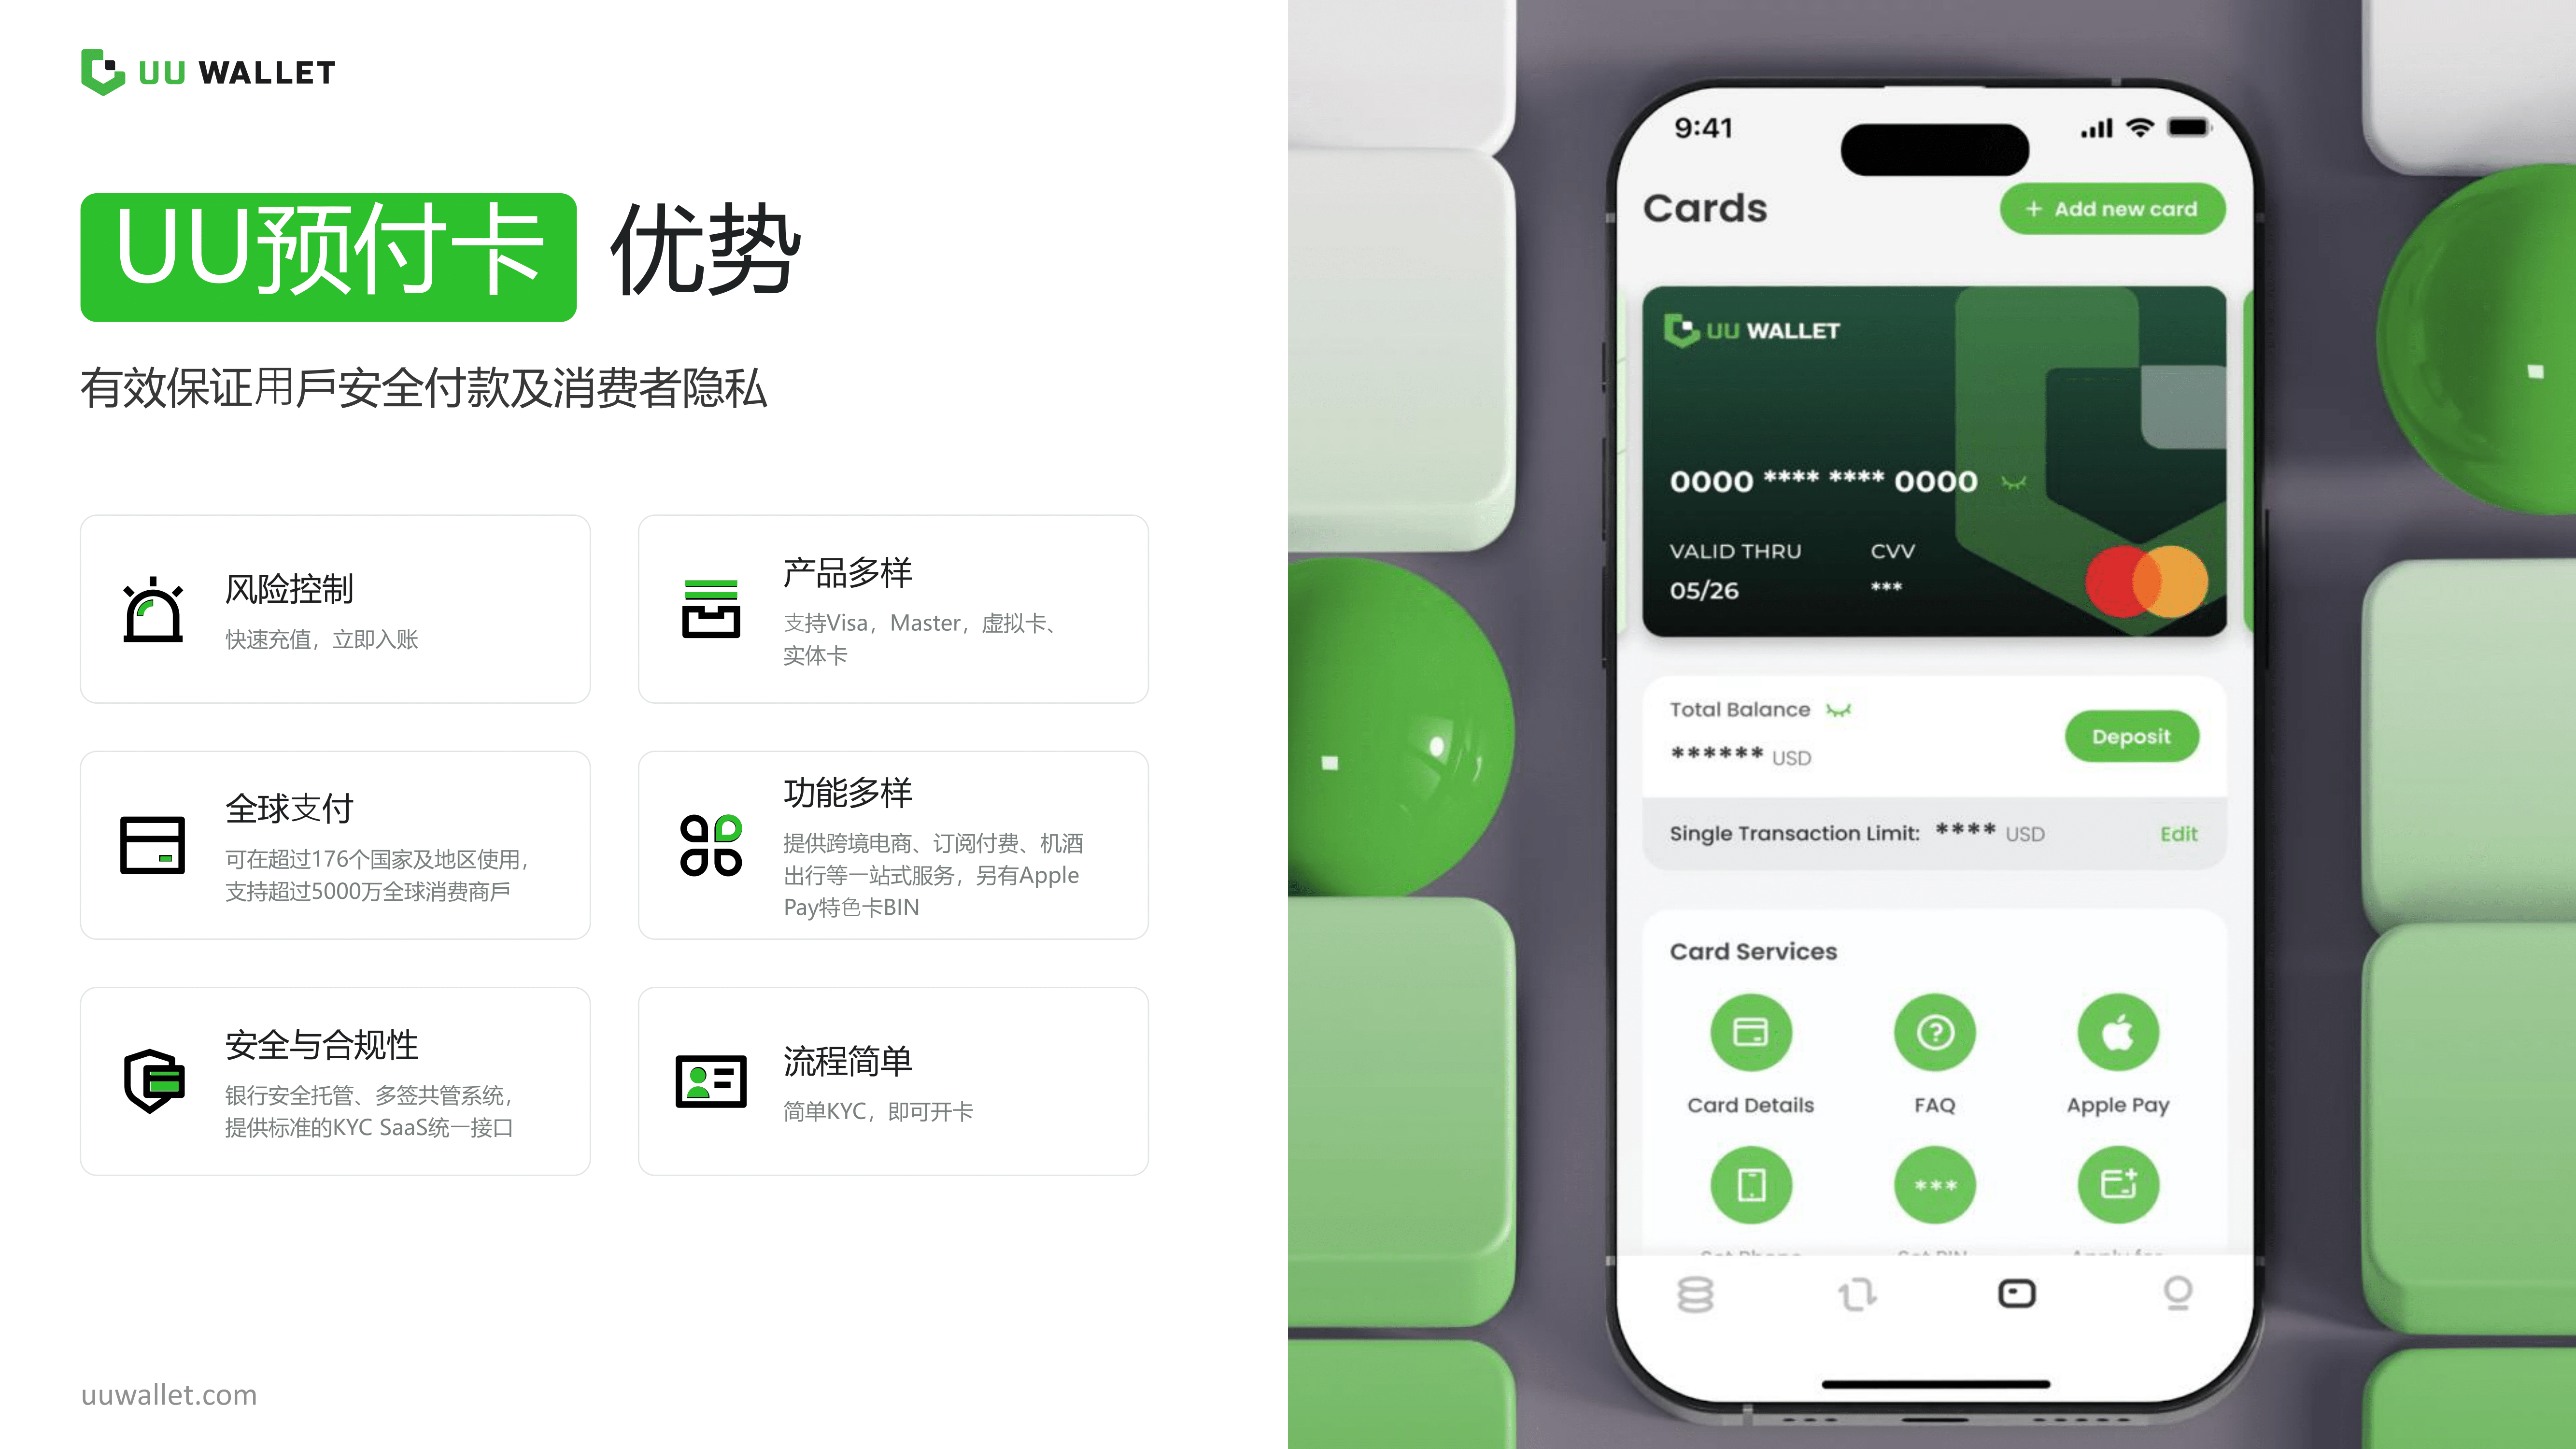 UU WALLET
UU预付卡 优势
有效保证用戶安全付款及消费者隐私
风险控制
快速充值，立即入账
产品多样
支持Visa，Master，虚拟卡、
实体卡
全球支付
可在超过176个国家及地区使用，
支持超过5000万全球消费商戶
功能多样
提供跨境电商、订阅付费、机酒
出行等一站式服务，另有Apple
Pay特色卡BIN
安全与合规性
银行安全托管、多签共管系统，
提供标准的KYC SaaS统一接口
流程简单
简单KYC，即可开卡
uuwallet.com
9:41
Cards
+ Add new card
UU WALLET
0000 **** **** 0000
VALID THRU CVV
05/26 ***
Total Balance
****** USD
Deposit
Single Transaction Limit: **** USD Edit
Card Services
Card Details FAQ Apple Pay
***